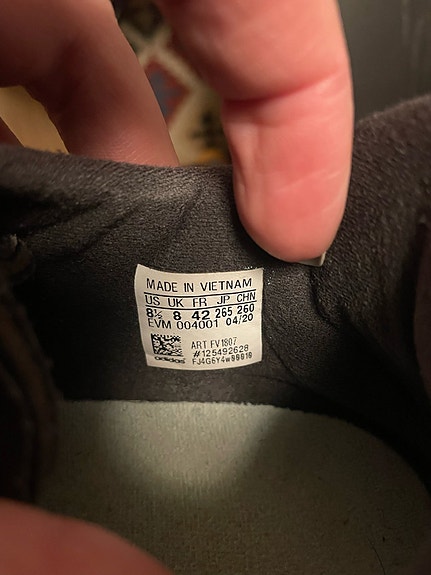 MADE IN VIETNAM
US UK FR JP CHN
8½ 8 42 265 260
EVM 004001 04/20
ART FV1807
#125492628
adidas